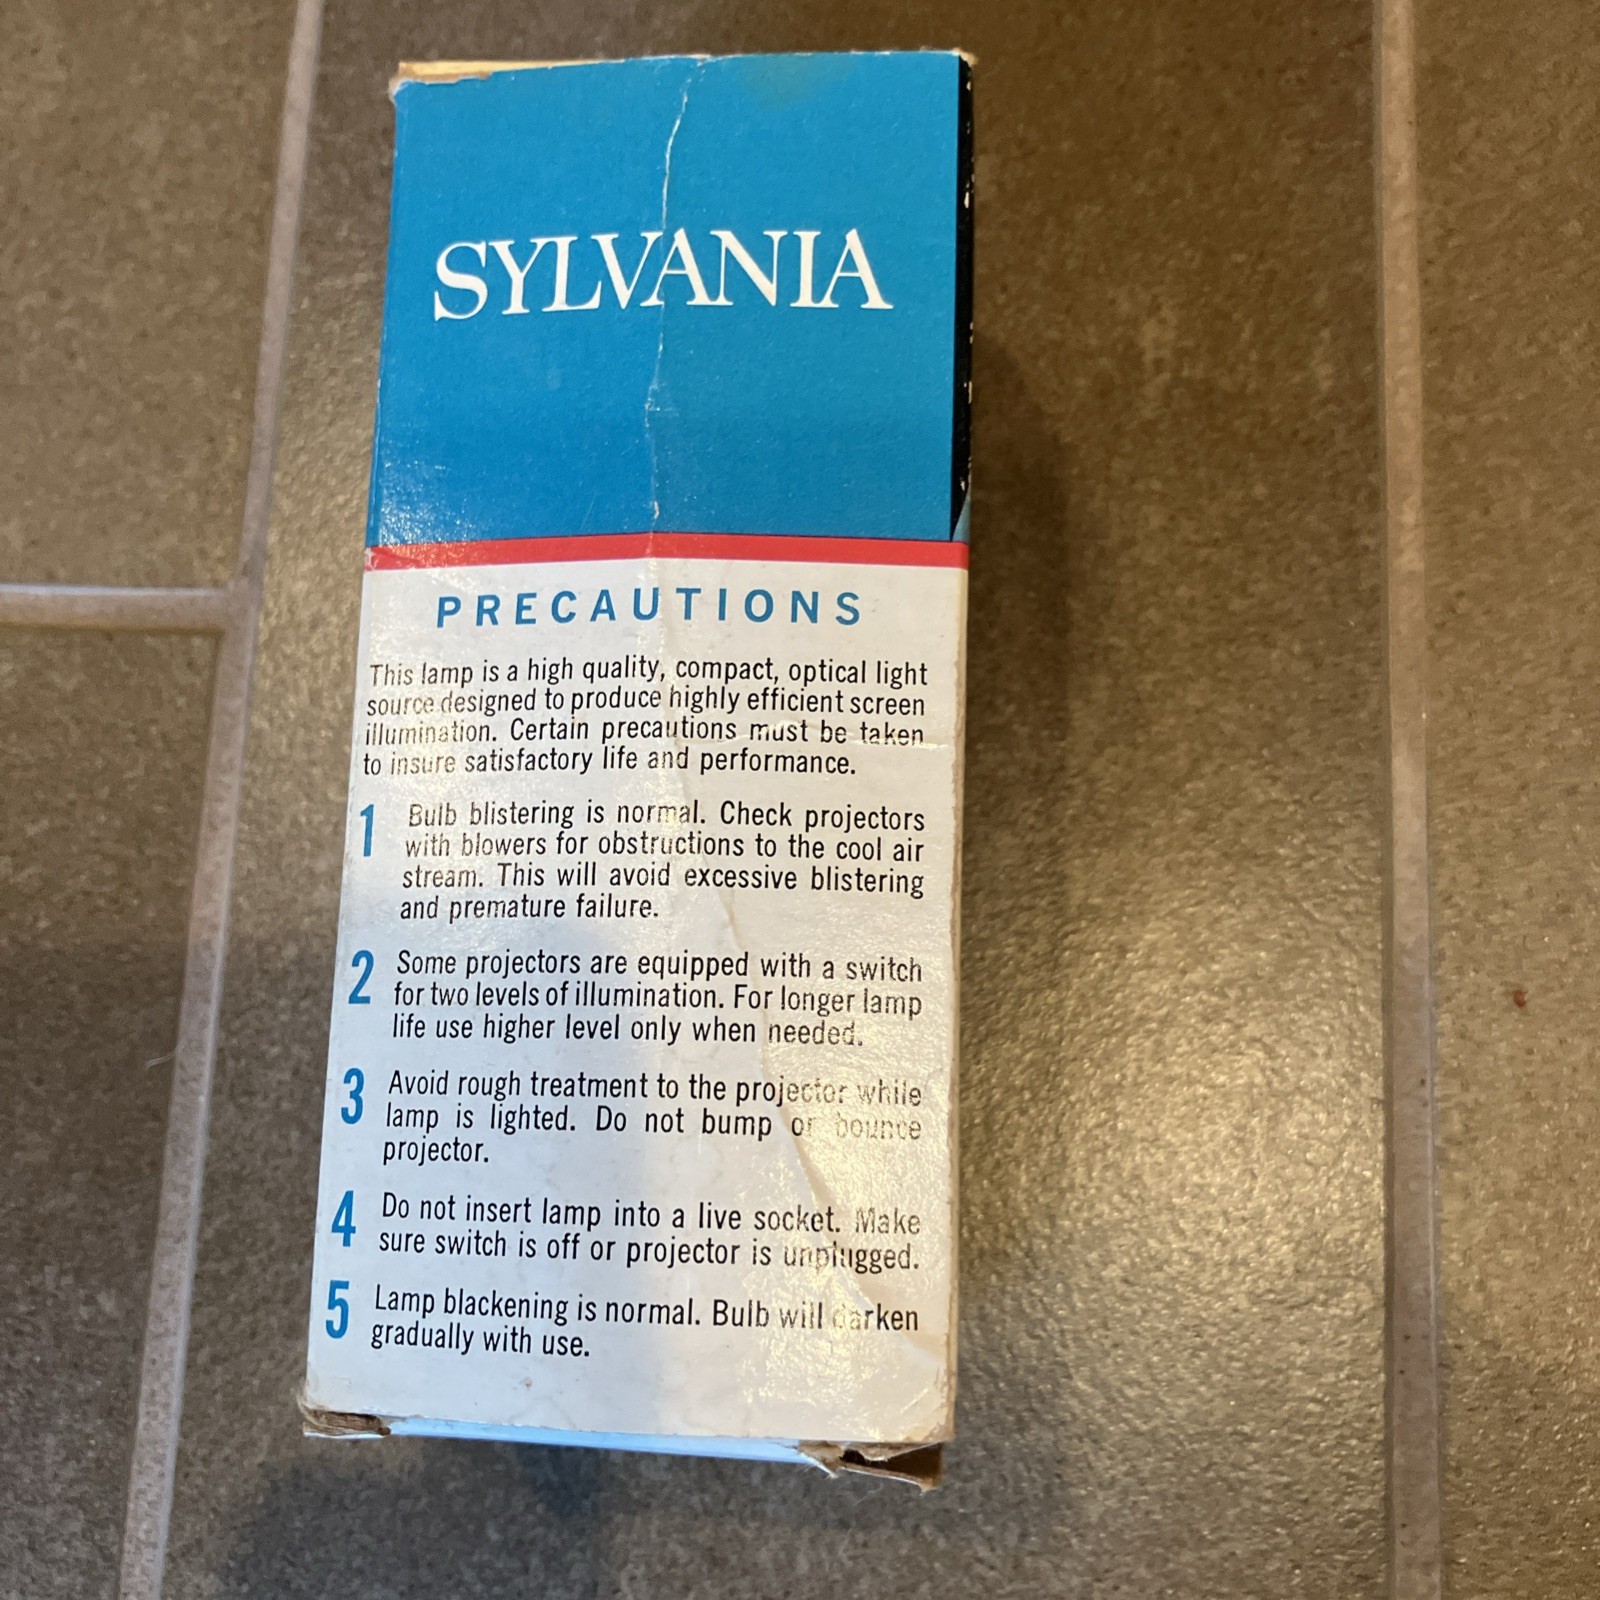 SYLVANIA
PRECAUTIONS
This lamp is a high quality, compact, optical light
source designed to produce highly efficient screen
illumination. Certain precautions must be taken
to insure satisfactory life and performance.
1 Bulb blistering is normal. Check projectors
with blowers for obstructions to the cool air
stream. This will avoid excessive blistering
and premature failure.
2 Some projectors are equipped with a switch
for two levels of illumination. For longer lamp
life use higher level only when needed.
3 Avoid rough treatment to the projector while
lamp is lighted. Do not bump or bounce
projector.
4 Do not insert lamp into a live socket. Make
sure switch is off or projector is unplugged.
5 Lamp blackening is normal. Bulb will darken
gradually with use.